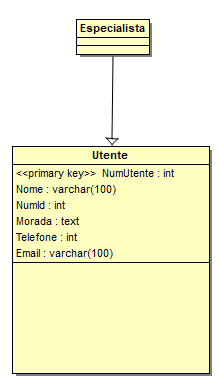 Especialista
Utente
<<primary key>> NumUtente : int
Nome : varchar(100)
NumId : int
Morada : text
Telefone : int
Email : varchar(100)